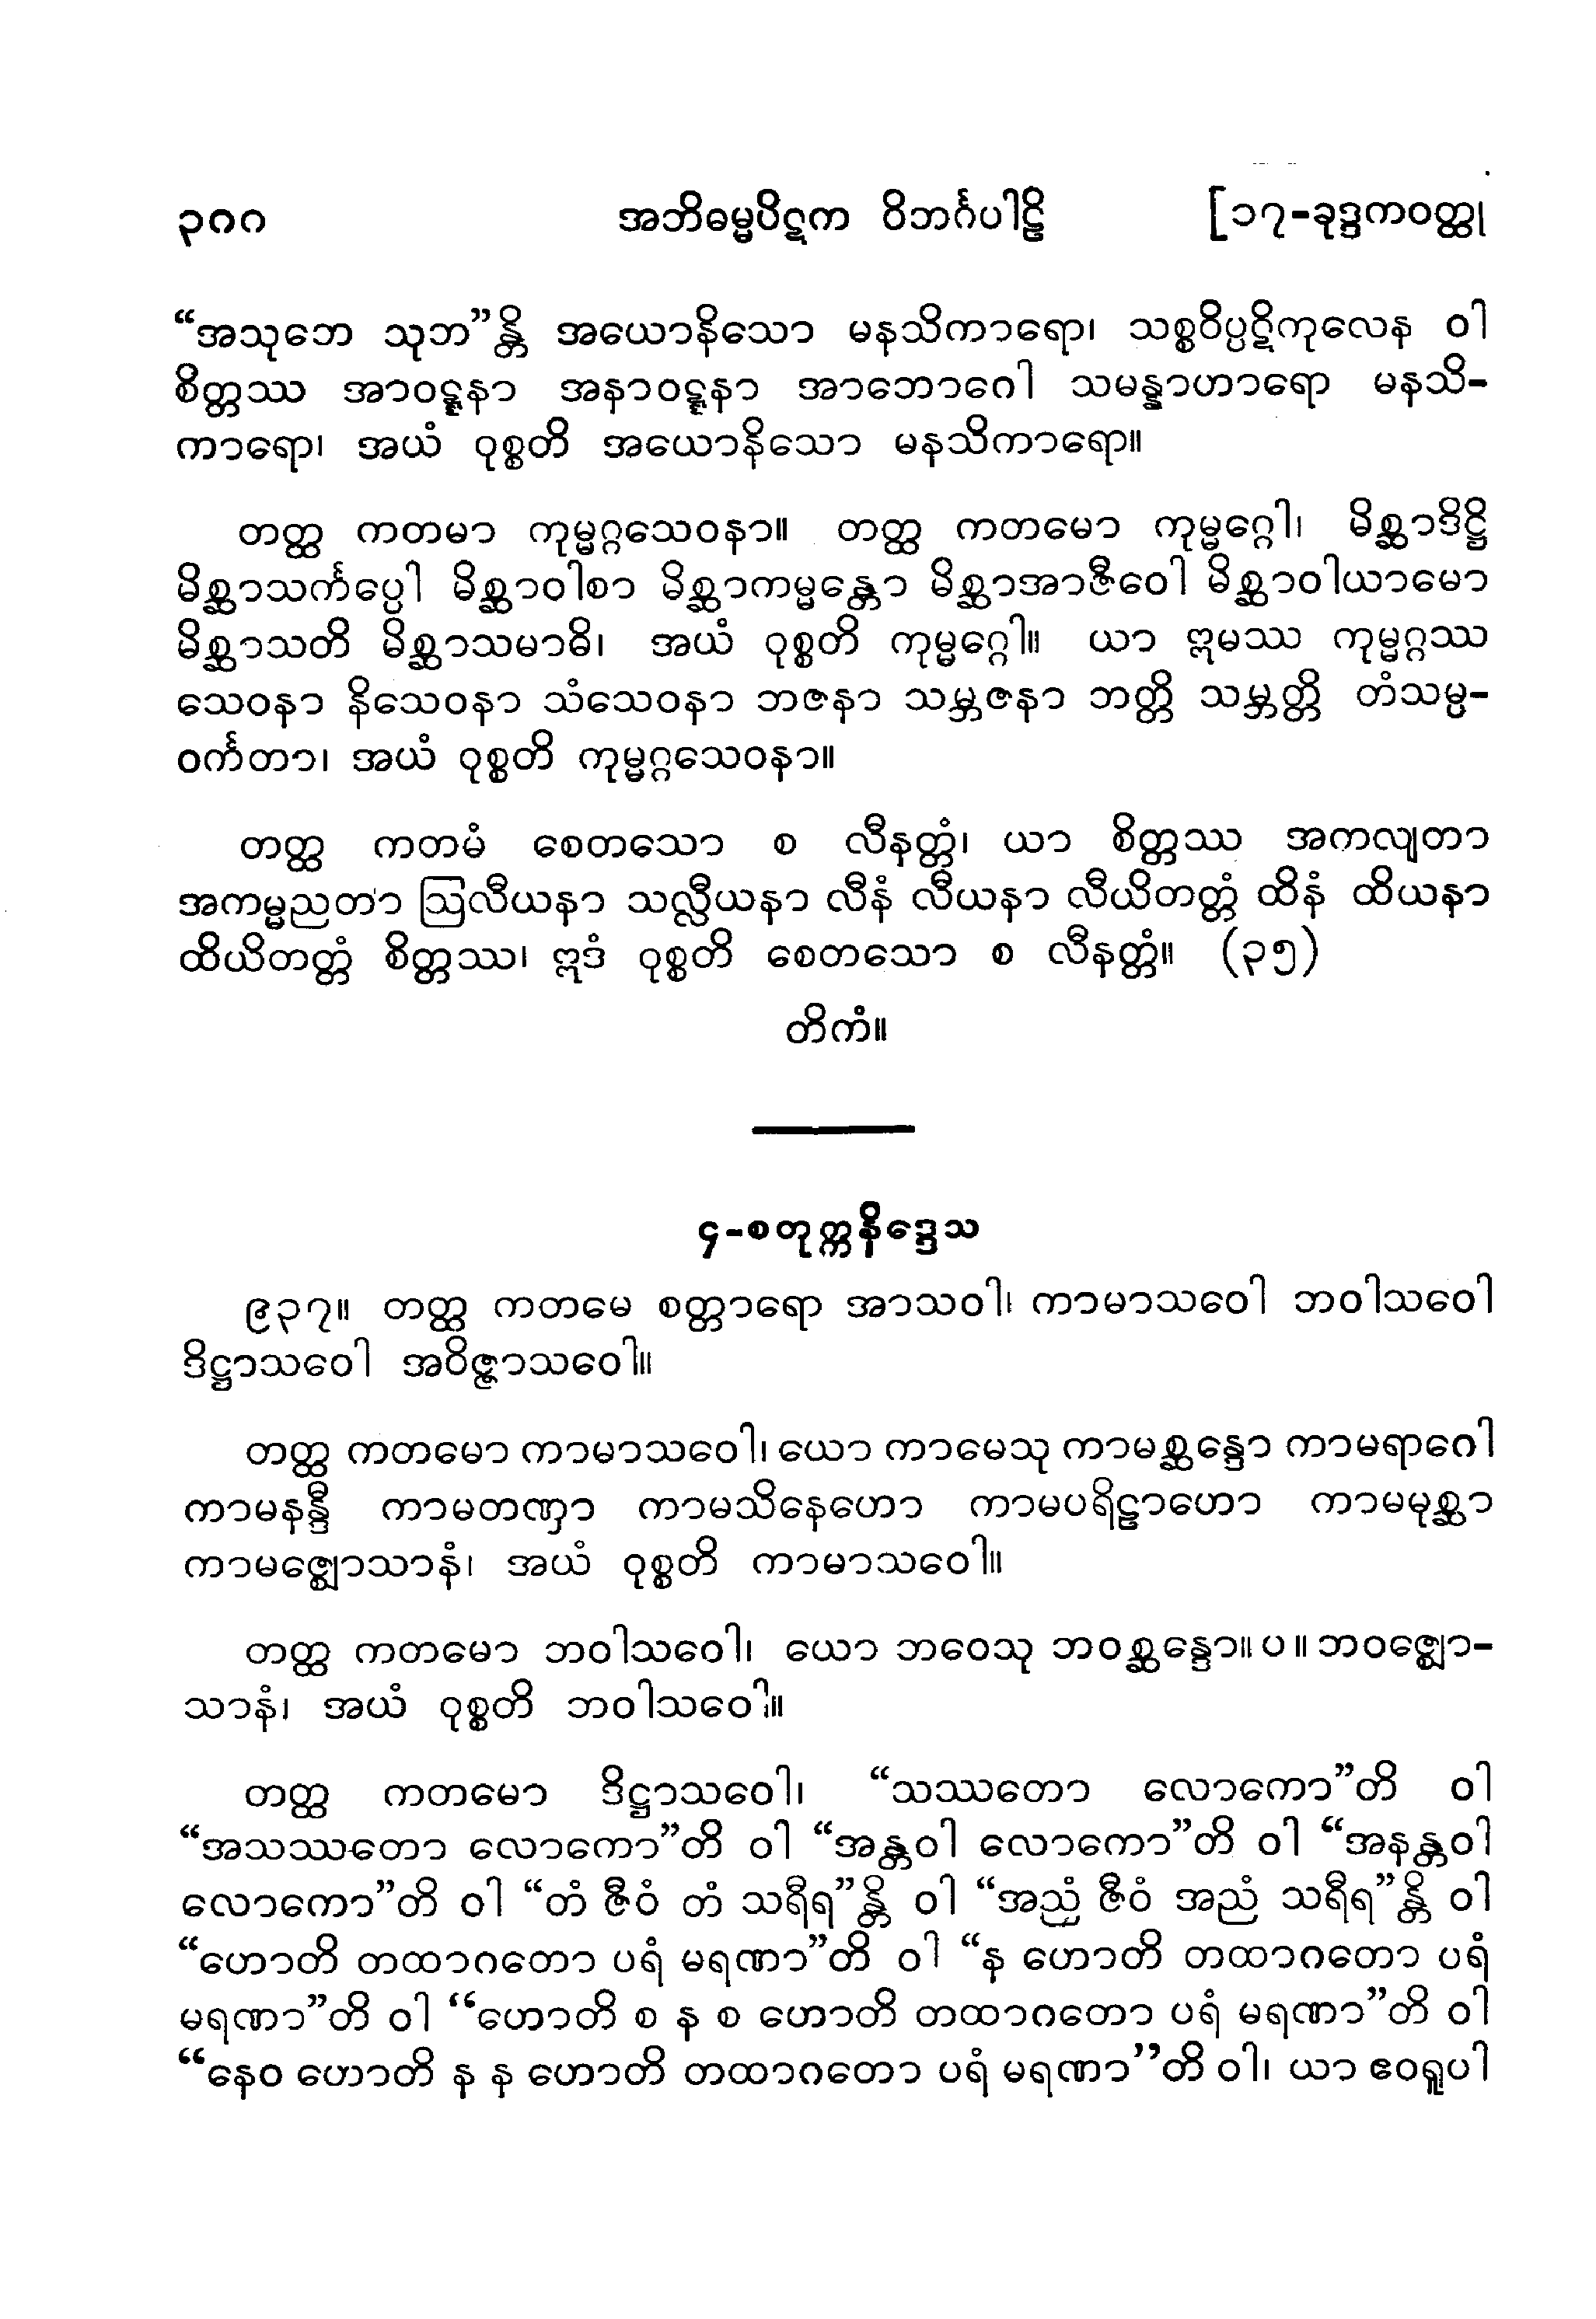 ၃၈၈ အဘိဓမ္မပိဋက ဝိဘင်္ဂပါဠိ [၁၇-ခုဒ္ဒကဝတ္ထု
“အသုဘေ သုဘ”န္တိ အယောနိသော မနသိကာရော၊ သစ္စဝိပ္ပဋိကုလေန ဝါ
စိတ္တဿ အာဝဋ္ဋနာ အနာဝဋ္ဋနာ အာဘောဂေါ သမန္နာဟာရော မနသိ-
ကာရော၊ အယံ ဝုစ္စတိ အယောနိသော မနသိကာရော။
တတ္ထ ကတမာ ကုမ္မဂ္ဂသေဝနာ။ တတ္ထ ကတမော ကုမ္မဂ္ဂေါ၊ မိစ္ဆာဒိဋ္ဌိ
မိစ္ဆာသင်္ကပ္ပေါ မိစ္ဆာဝါစာ မိစ္ဆာကမ္မန္တော မိစ္ဆာအာဇီဝေါ မိစ္ဆာဝါယာမော
မိစ္ဆာသတိ မိစ္ဆာသမာဓိ၊ အယံ ဝုစ္စတိ ကုမ္မဂ္ဂေါ။ ယာ ဣမဿ ကုမ္မဂ္ဂဿ
သေဝနာ နိသေဝနာ သံသေဝနာ ဘဇနာ သမ္ဘဇနာ ဘတ္တိ သမ္ဘတ္တိ တံသမ္ပ-
ဝင်္ကတာ၊ အယံ ဝုစ္စတိ ကုမ္မဂ္ဂသေဝနာ။
တတ္ထ ကတမံ စေတသော စ လီနတ္တံ၊ ယာ စိတ္တဿ အကလျတာ
အကမ္မညတာ ဩလီယနာ သလ္လီယနာ လီနံ လီယနာ လီယိတတ္တံ ထိနံ ထိယနာ
ထိယိတတ္တံ စိတ္တဿ၊ ဣဒံ ဝုစ္စတိ စေတသော စ လီနတ္တံ။ (၃၅)
တိကံ။
၄-စတုက္ကနိဒ္ဒေသ
၉၃၇။ တတ္ထ ကတမေ စတ္တာရော အာသဝါ၊ ကာမာသဝေါ ဘဝါသဝေါ
ဒိဋ္ဌာသဝေါ အဝိဇ္ဇာသဝေါ။
တတ္ထ ကတမော ကာမာသဝေါ၊ ယော ကာမေသု ကာမစ္ဆန္ဒော ကာမရာဂေါ
ကာမနန္ဒီ ကာမတဏှာ ကာမသိနေဟော ကာမပရိဠာဟော ကာမမုစ္ဆာ
ကာမဇ္ဈောသာနံ၊ အယံ ဝုစ္စတိ ကာမာသဝေါ။
တတ္ထ ကတမော ဘဝါသဝေါ၊ ယော ဘဝေသု ဘဝစ္ဆန္ဒော။ပ။ဘဝဇ္ဈော-
သာနံ၊ အယံ ဝုစ္စတိ ဘဝါသဝေါ။
တတ္ထ ကတမော ဒိဋ္ဌာသဝေါ၊ “သဿတော လောကော”တိ ဝါ
“အသဿတော လောကော”တိ ဝါ “အန္တဝါ လောကော”တိ ဝါ “အနန္တဝါ
လောကော”တိ ဝါ “တံ ဇီဝံ တံ သရီရ”န္တိ ဝါ “အညံ ဇီဝံ အညံ သရီရ”န္တိ ဝါ
“ဟောတိ တထာဂတော ပရံ မရဏာ”တိ ဝါ “န ဟောတိ တထာဂတော ပရံ
မရဏာ”တိ ဝါ “ဟောတိ စ န စ ဟောတိ တထာဂတော ပရံ မရဏာ”တိ ဝါ
“နေဝ ဟောတိ န န ဟောတိ တထာဂတော ပရံ မရဏာ”တိ ဝါ၊ ယာ ဧဝရူပါ